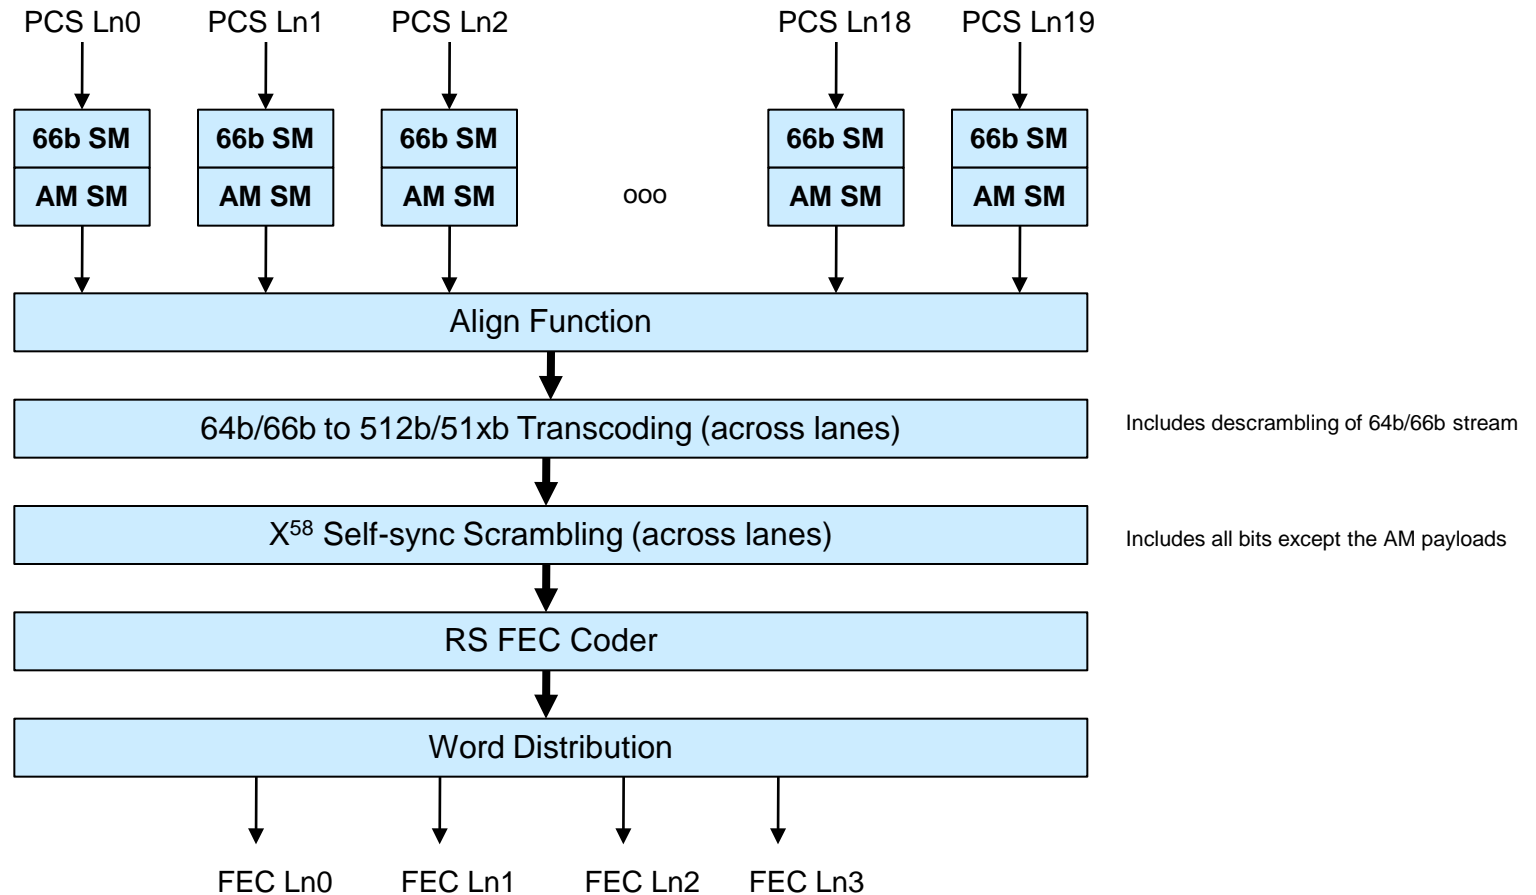 PCS Ln0 PCS Ln1 PCS Ln2 PCS Ln18 PCS Ln19
66b SM 66b SM 66b SM 66b SM 66b SM
AM SM AM SM AM SM ooo AM SM AM SM
Align Function
64b/66b to 512b/51xb Transcoding (across lanes) Includes descrambling of 64b/66b stream
X⁵⁸ Self-sync Scrambling (across lanes) Includes all bits except the AM payloads
RS FEC Coder
Word Distribution
FEC Ln0 FEC Ln1 FEC Ln2 FEC Ln3